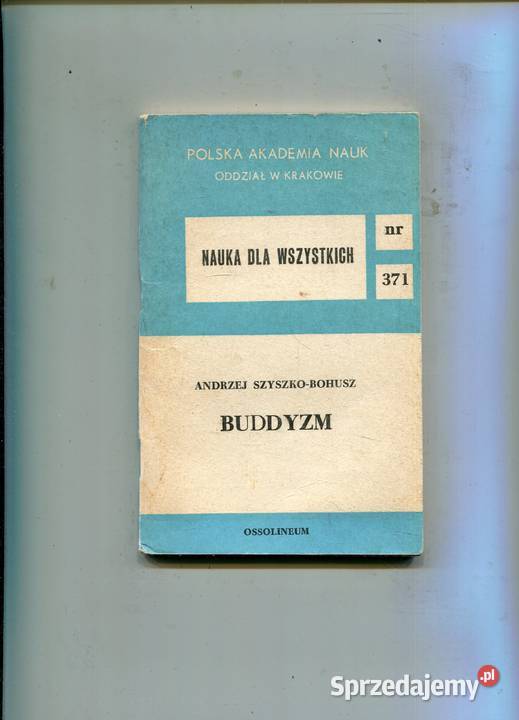 POLSKA AKADEMIA NAUK
ODDZIAŁ W KRAKOWIE
NAUKA DLA WSZYSTKICH
nr
371
ANDRZEJ SZYSZKO-BOHUSZ
BUDDYZM
OSSOLINEUM
Sprzedajemy.pl